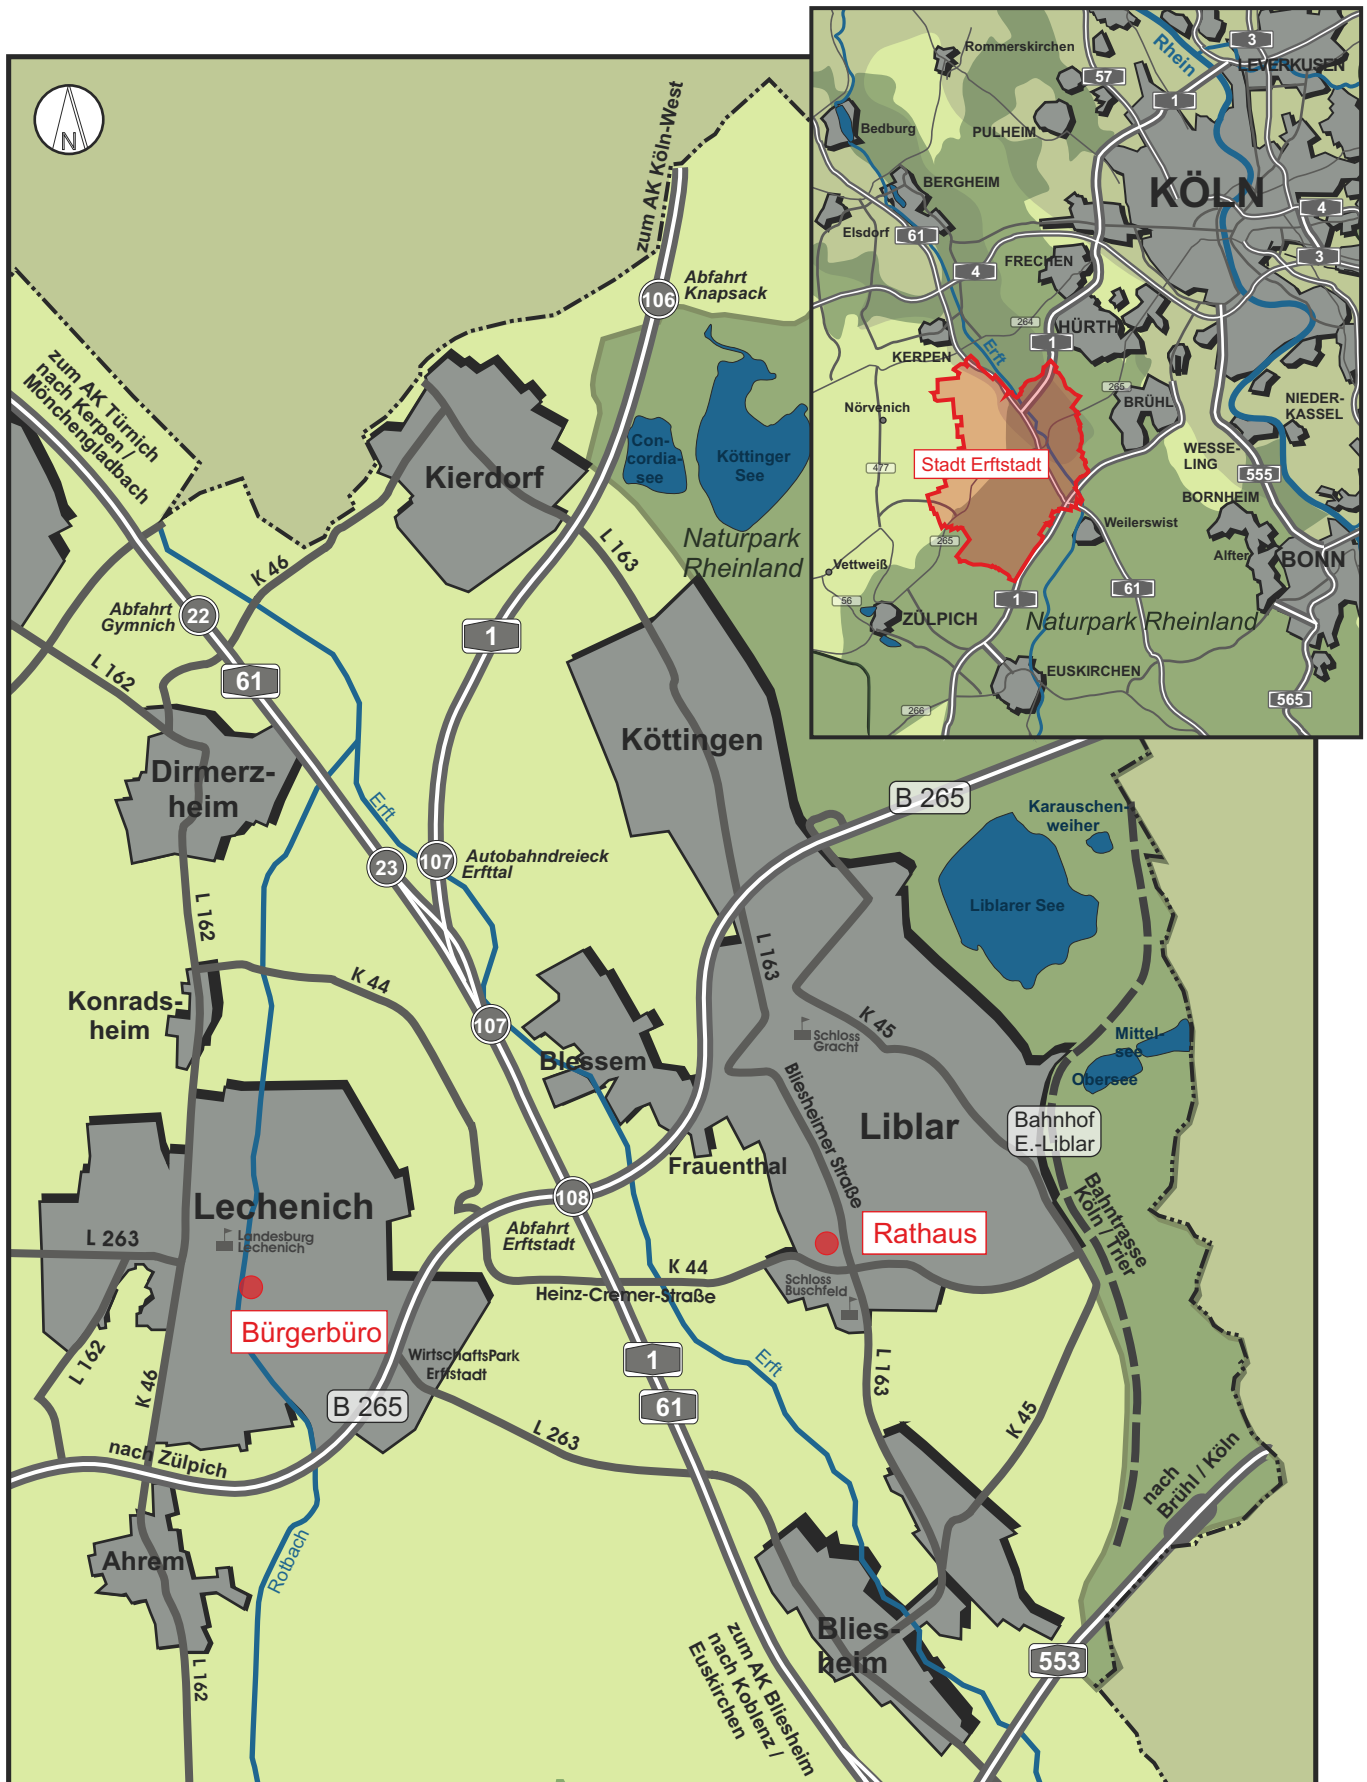 Rommerskirchen
Rhein
3
LEVERKUSEN
57
1
Bedburg
PULHEIM
BERGHEIM
KÖLN
4
Elsdorf
61
3
4
FRECHEN
264
HÜRTH
1
Erft
KERPEN
265
BRÜHL
NIEDER-
KASSEL
Nörvenich
WESSE-
LING
Stadt Erftstadt
477
555
BORNHEIM
Weilerswist
265
Alfter
BONN
Vettweiß
61
56
1
ZÜLPICH
Naturpark Rheinland
EUSKIRCHEN
565
266
N
zum AK Köln-West
106
Abfahrt
Knapsack
zum AK Türnich
nach Kerpen /
Mönchengladbach
Kierdorf
Con-
cordia-
see
Köttinger
See
Naturpark
Rheinland
L 163
K 46
Abfahrt
Gymnich
22
1
L 162
61
Köttingen
Dirmerz-
heim
B 265
Erft
Karauschen-
weiher
23
107
Autobahndreieck
Erfttal
Liblarer See
L 162
L 163
K 44
Konrads-
heim
107
K 45
Schloss
Gracht
Mittel-
see
Obersee
Blessem
Bliesheimer Straße
Liblar
Bahnhof
E.-Liblar
Frauenthal
Bahntrasse
Köln / Trier
Lechenich
108
Abfahrt
Erftstadt
Rathaus
Landesburg
Lechenich
L 263
K 44
Heinz-Cremer-Straße
Schloss
Buschfeld
Bürgerbüro
1
Erft
WirtschaftsPark
Erftstadt
L 162
K 46
L 163
B 265
61
K 45
L 263
nach Zülpich
nach
Brühl / Köln
Ahrem
Rotbach
Blies-
heim
553
L 162
zum AK Bliesheim
nach Koblenz /
Euskirchen